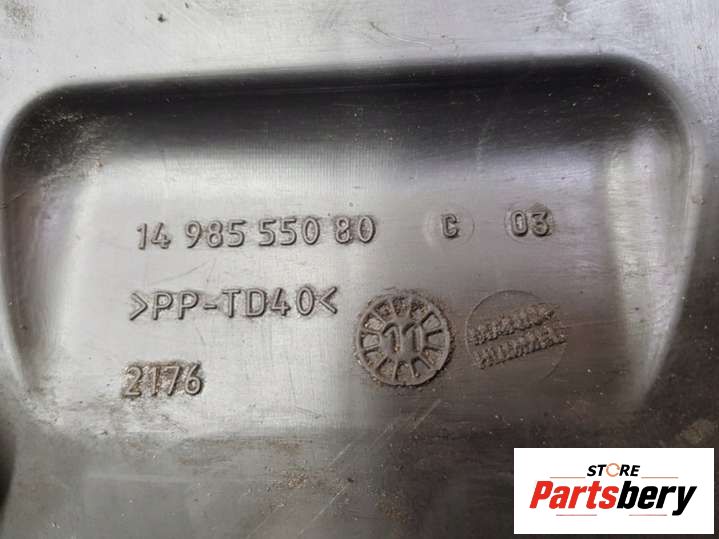 14 985 550 80 C 03
>PP-TD40< 11
2176
STORE
Partsbery